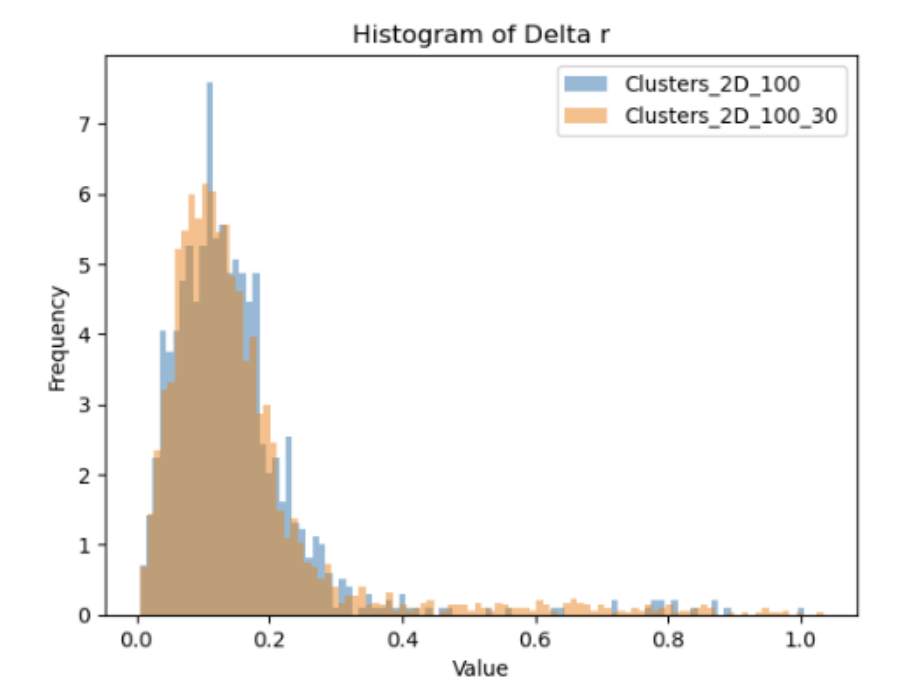 Histogram of Delta r
Clusters_2D_100
Clusters_2D_100_30
Frequency
7
6
5
4
3
2
1
0
0.0 0.2 0.4 0.6 0.8 1.0
Value